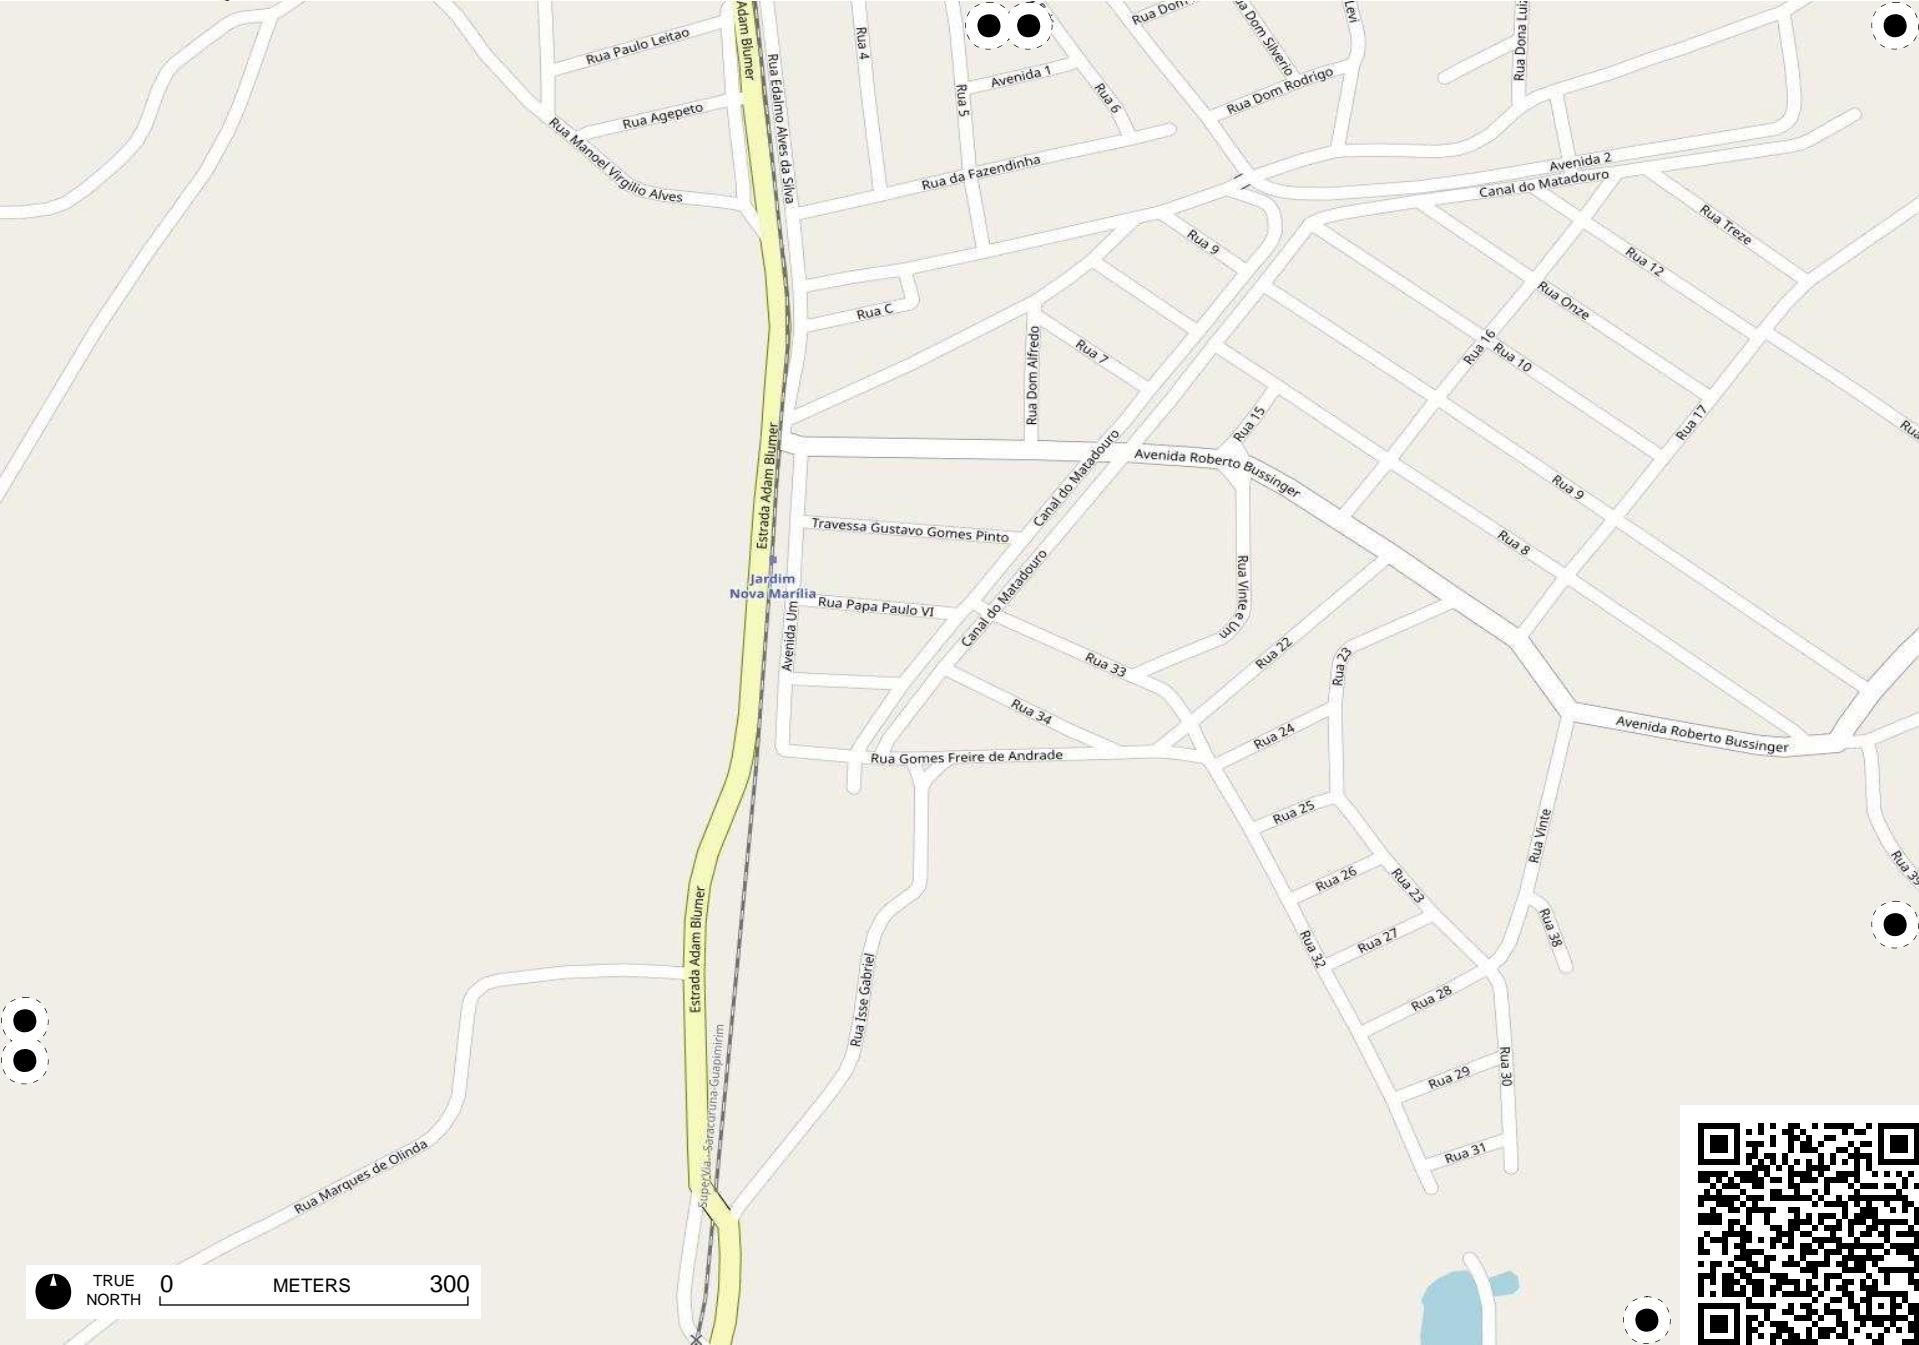 Adam Blumer
Rua Paulo Leitao
Rua Agepeto
Rua Manoel Virgilio Alves
Rua Edalmo Alves da Silva
Rua 4
Rua 5
Avenida 1
Rua 6
Rua da Fazendinha
Rua Dom Silverio
Rua Dom Rodrigo
Levi
Rua Dona Luiz
Avenida 2
Canal do Matadouro
Rua Treze
Rua 12
Rua 9
Rua C
Rua Onze
Rua 7
Rua Dom Alfredo
Rua 16
Rua 10
Rua 15
Rua 17
Rua
Estrada Adam Blumer
Canal do Matadouro
Avenida Roberto Bussinger
Rua 9
Travessa Gustavo Gomes Pinto
Rua 8
Jardim
Nova Marília
Canal do Matadouro
Rua Vinte e Um
Avenida Um
Rua Papa Paulo VI
Rua 33
Rua 22
Rua 23
Rua 34
Rua 24
Avenida Roberto Bussinger
Rua Gomes Freire de Andrade
Rua 25
Rua Vinte
Rua 26
Rua 23
Rua 39
Estrada Adam Blumer
Rua 32
Rua 27
Rua 38
Rua Isse Gabriel
Rua 28
Rua 29
Rua 30
SuperVia - Saracuruna-Guapimirim
Rua Marques de Olinda
Rua 31
TRUE
NORTH
0 METERS 300